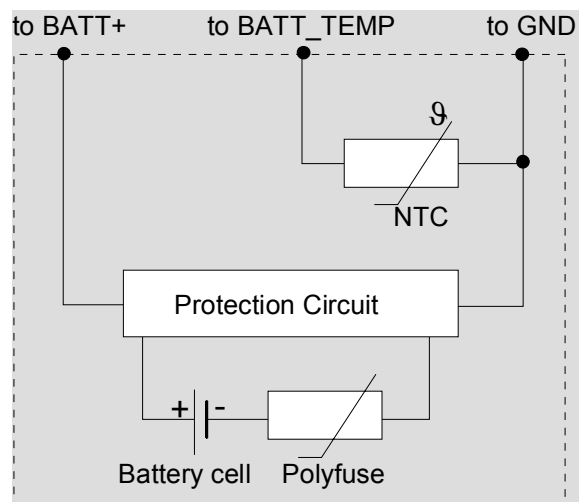 to BATT+ to BATT_TEMP to GND
ϑ
NTC
Protection Circuit
+ -
Battery cell Polyfuse